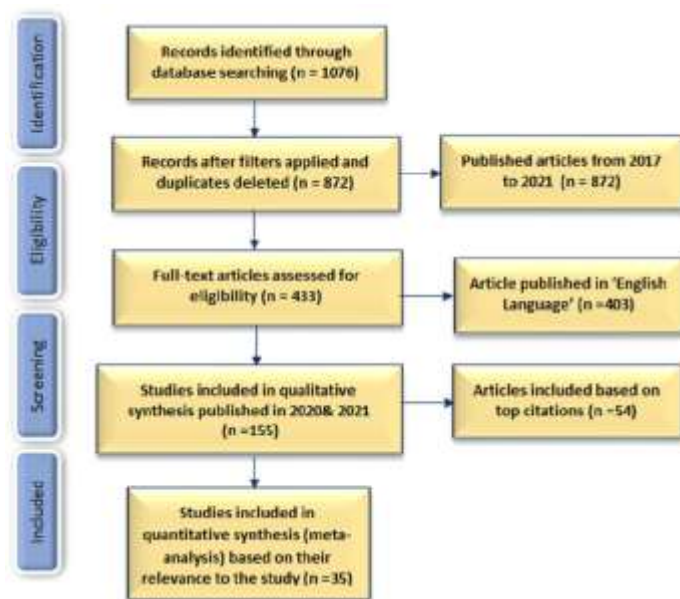 Identification
Records identified through
database searching (n = 1076)
Records after filters applied and
duplicates deleted (n = 872)
Published articles from 2017
to 2021 (n = 872)
Eligibility
Full-text articles assessed for
eligibility (n = 433)
Article published in 'English
Language' (n =403)
Screening
Studies included in qualitative
synthesis published in 2020& 2021
(n =155)
Articles included based on
top citations (n =54)
Included
Studies included in
quantitative synthesis (meta-
analysis) based on their
relevance to the study (n =35)